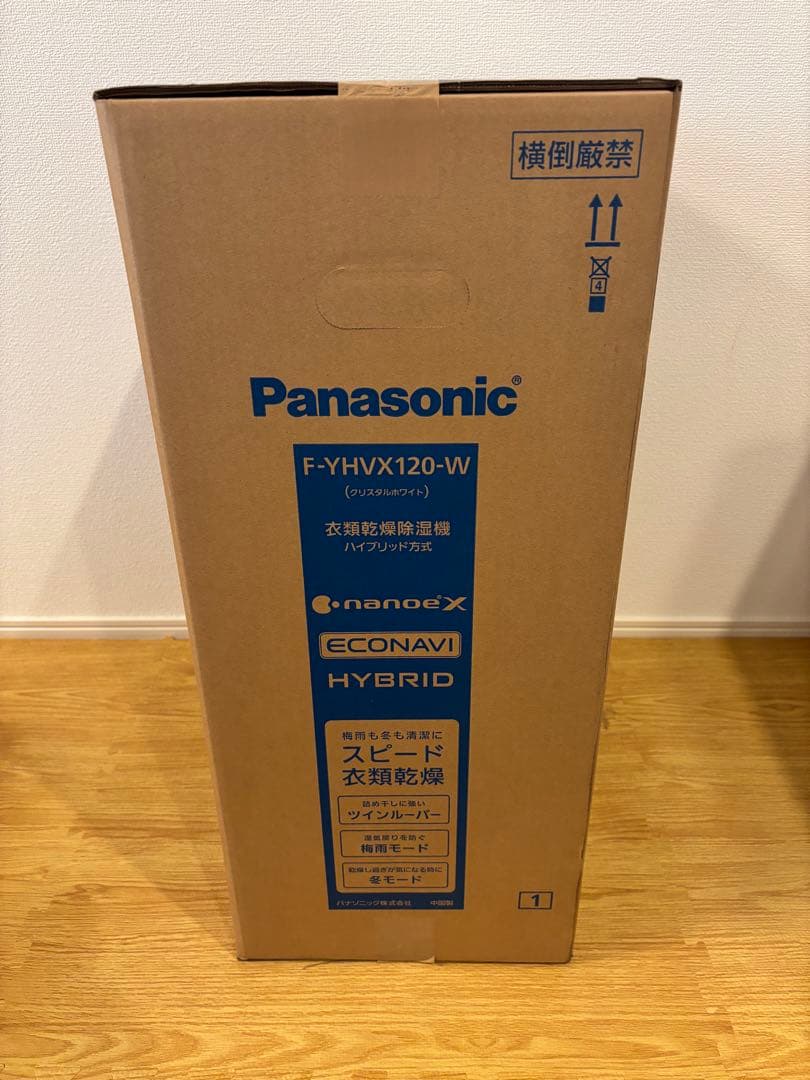 横倒厳禁
4
Panasonic®
F-YHVX120-W
(クリスタルホワイト)
衣類乾燥除湿機
ハイブリッド方式
nanoe X
ECONAVI
HYBRID
梅雨も冬も清潔に
スピード
衣類乾燥
詰め干しに強い
ツインルーバー
湿気戻りを防ぐ
梅雨モード
乾燥し過ぎが気になる時に
冬モード
パナソニック株式会社 中国製
1